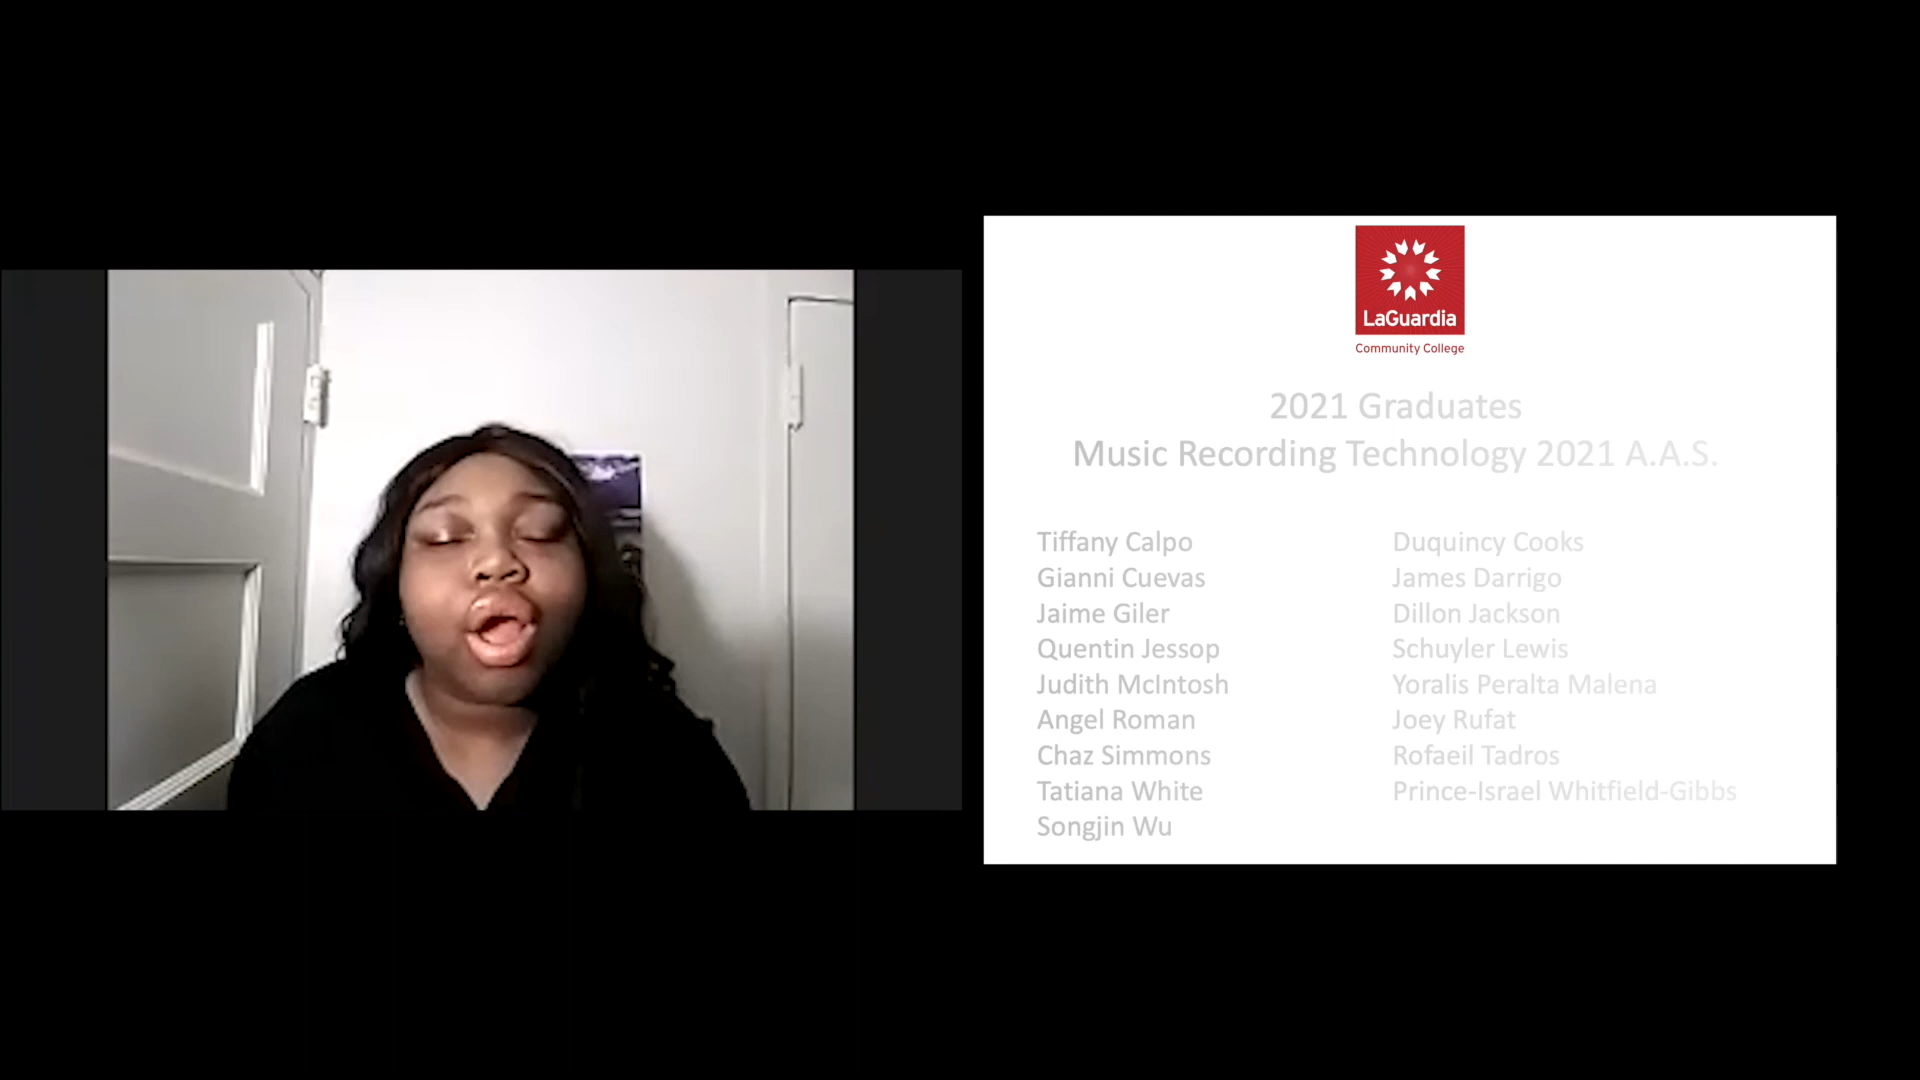 LaGuardia
Community College
2021 Graduates
Music Recording Technology 2021 A.A.S.
Tiffany Calpo
Gianni Cuevas
Jaime Giler
Quentin Jessop
Judith McIntosh
Angel Roman
Chaz Simmons
Tatiana White
Songjin Wu
Duquincy Cooks
James Darrigo
Dillon Jackson
Schuyler Lewis
Yoralis Peralta Malena
Joey Rufat
Rofaeil Tadros
Prince-Israel Whitfield-Gibbs